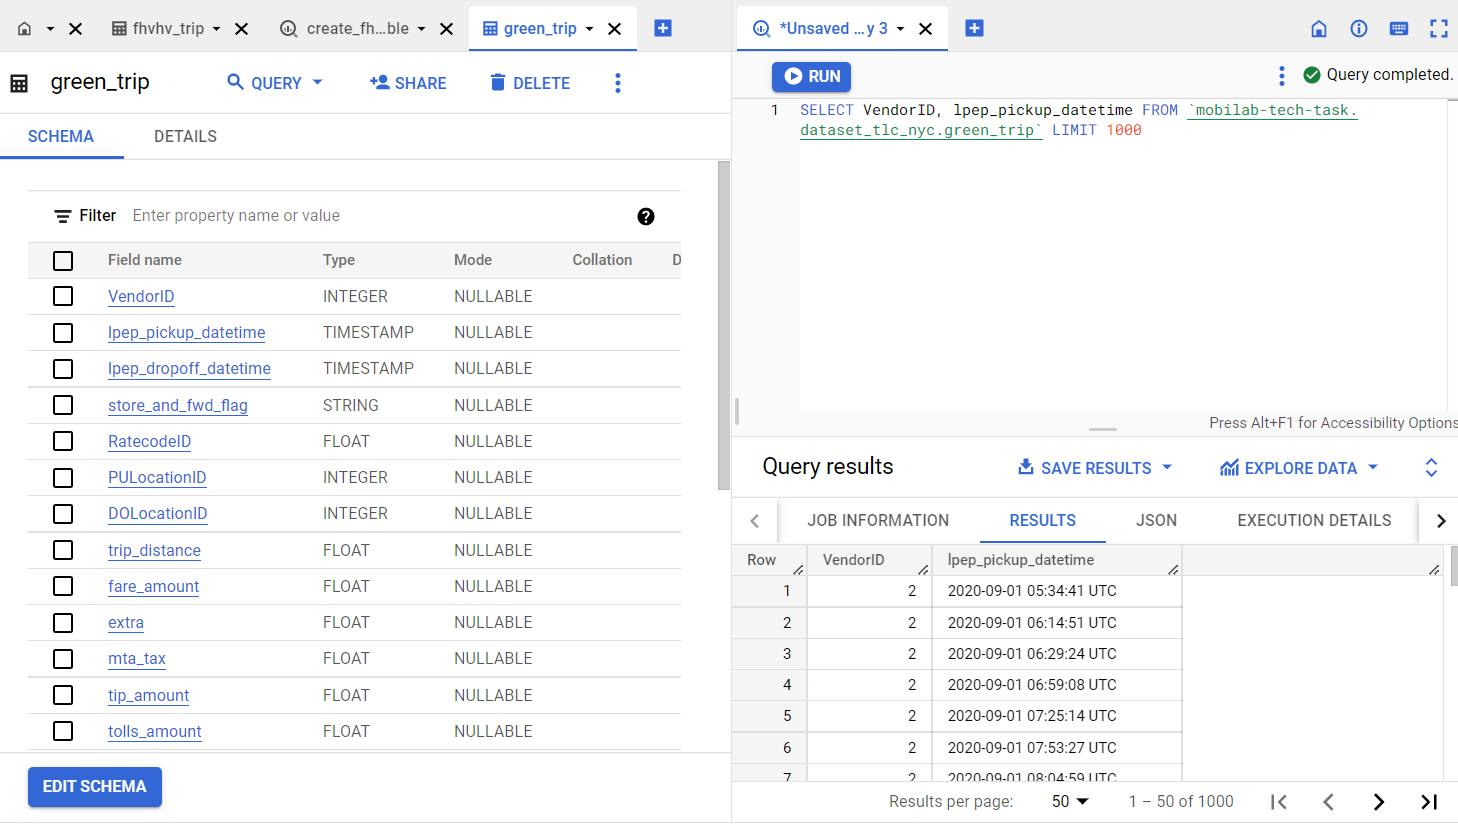 fhvhv_trip
create_fh...ble
green_trip
green_trip
QUERY
SHARE
DELETE
SCHEMA
DETAILS
Filter Enter property name or value
Field name Type Mode Collation D
VendorID INTEGER NULLABLE
lpep_pickup_datetime TIMESTAMP NULLABLE
lpep_dropoff_datetime TIMESTAMP NULLABLE
store_and_fwd_flag STRING NULLABLE
RatecodeID FLOAT NULLABLE
PULocationID INTEGER NULLABLE
DOLocationID INTEGER NULLABLE
trip_distance FLOAT NULLABLE
fare_amount FLOAT NULLABLE
extra FLOAT NULLABLE
mta_tax FLOAT NULLABLE
tip_amount FLOAT NULLABLE
tolls_amount FLOAT NULLABLE
EDIT SCHEMA
*Unsaved ...y 3
RUN
Query completed.
1 SELECT VendorID, lpep_pickup_datetime FROM `mobilab-tech-task.
dataset_tlc_nyc.green_trip` LIMIT 1000
Press Alt+F1 for Accessibility Options
Query results
SAVE RESULTS
EXPLORE DATA
JOB INFORMATION
RESULTS
JSON
EXECUTION DETAILS
Row VendorID lpep_pickup_datetime
1 2 2020-09-01 05:34:41 UTC
2 2 2020-09-01 06:14:51 UTC
3 2 2020-09-01 06:29:24 UTC
4 2 2020-09-01 06:59:08 UTC
5 2 2020-09-01 07:25:14 UTC
6 2 2020-09-01 07:53:27 UTC
7 2 2020-09-01 08:04:59 UTC
Results per page: 50 1 – 50 of 1000